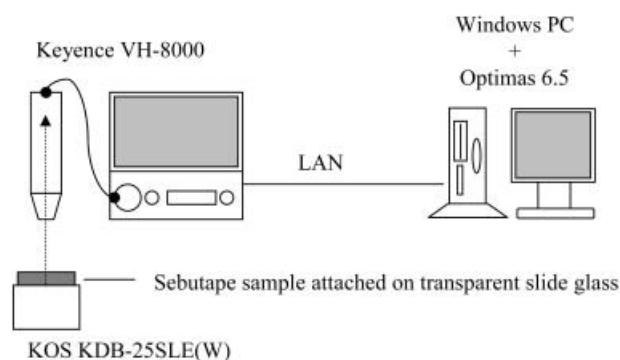 Keyence VH-8000
Windows PC
+
Optimas 6.5
LAN
Sebutape sample attached on transparent slide glass
KOS KDB-25SLE(W)